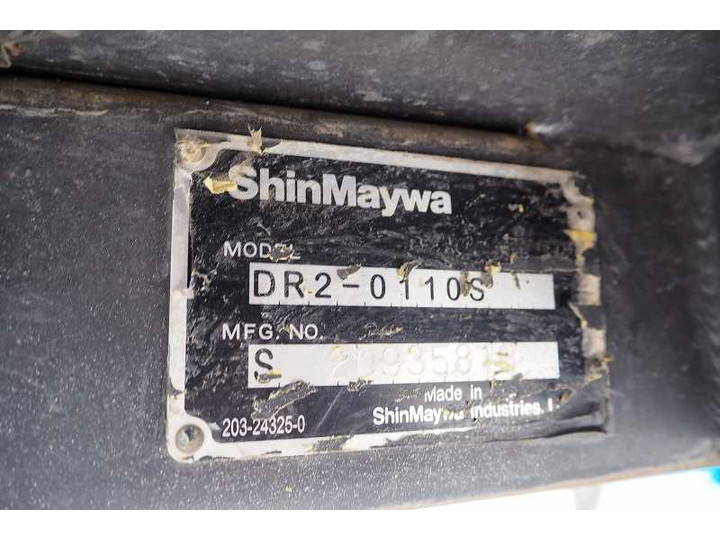 ShinMaywa
MODEL
DR2-0110S
MFG. NO.
S
Made in
ShinMaywa Industries,
203-24325-0